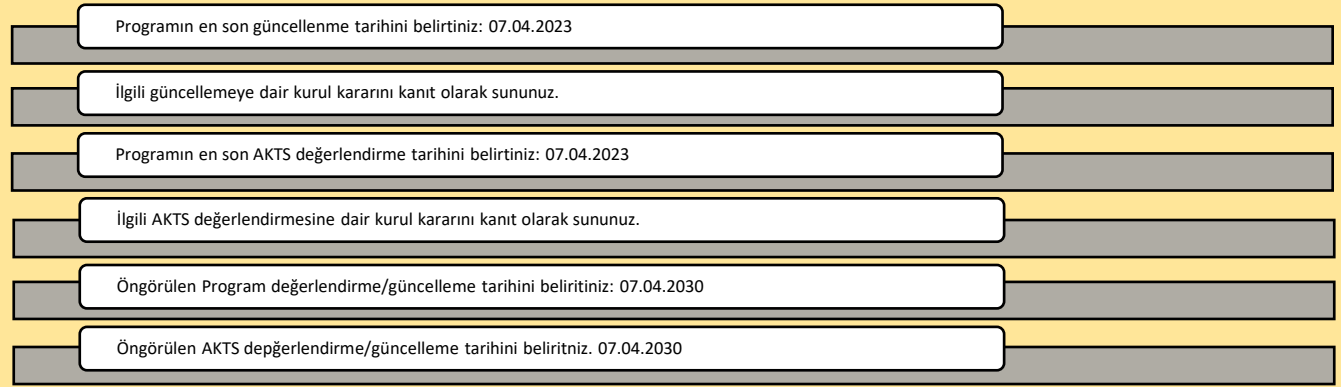 Programın en son güncellenme tarihini belirtiniz: 07.04.2023
İlgili güncellemeye dair kurul kararını kanıt olarak sununuz.
Programın en son AKTS değerlendirme tarihini belirtiniz: 07.04.2023
İlgili AKTS değerlendirmesine dair kurul kararını kanıt olarak sununuz.
Öngörülen Program değerlendirme/güncelleme tarihini beliritiniz: 07.04.2030
Öngörülen AKTS depğerlendirme/güncelleme tarihini beliritniz. 07.04.2030